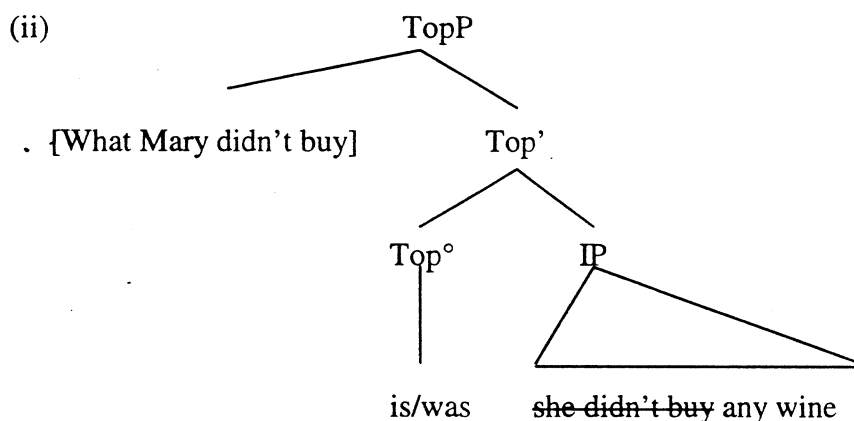 (ii) TopP
[What Mary didn't buy] Top'
Top° IP
is/was she didn't buy any wine